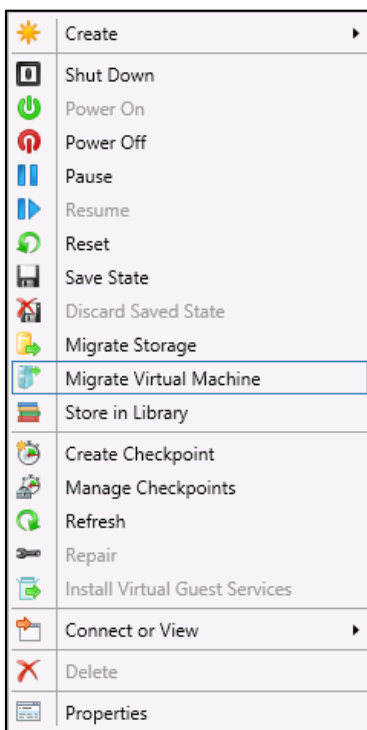 Create
Shut Down
Power On
Power Off
Pause
Resume
Reset
Save State
Discard Saved State
Migrate Storage
Migrate Virtual Machine
Store in Library
Create Checkpoint
Manage Checkpoints
Refresh
Repair
Install Virtual Guest Services
Connect or View
Delete
Properties